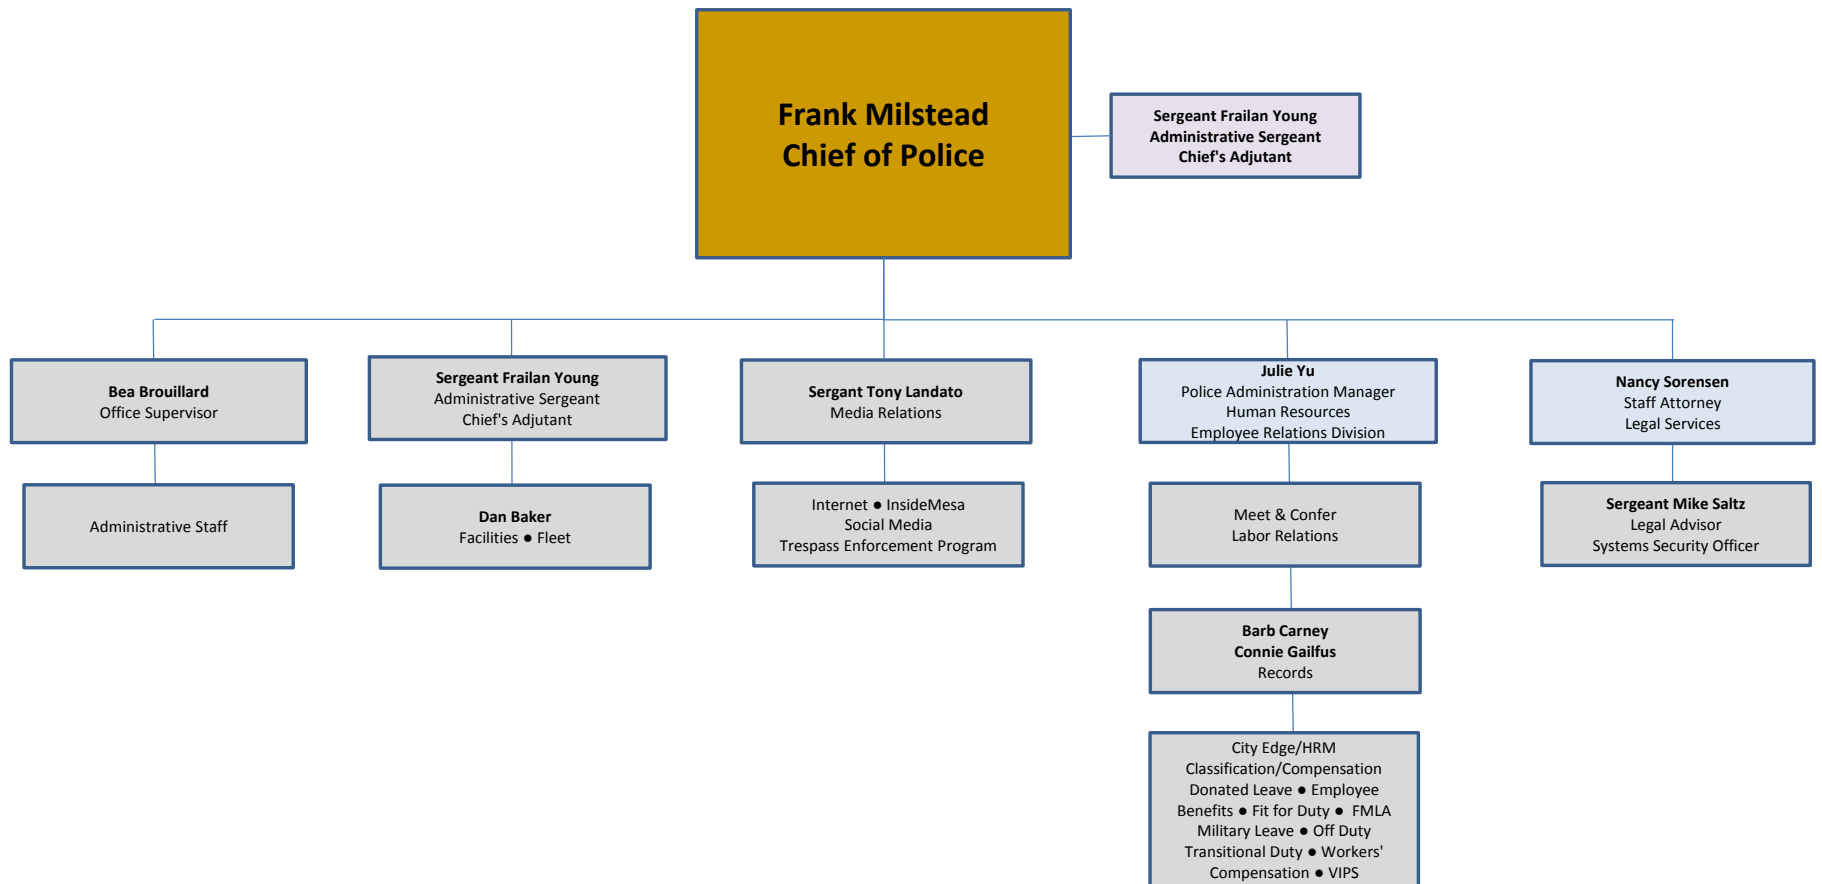 Frank Milstead
Chief of Police
Sergeant Frailan Young
Administrative Sergeant
Chief's Adjutant
Bea Brouillard
Office Supervisor
Sergeant Frailan Young
Administrative Sergeant
Chief's Adjutant
Sergant Tony Landato
Media Relations
Julie Yu
Police Administration Manager
Human Resources
Employee Relations Division
Nancy Sorensen
Staff Attorney
Legal Services
Administrative Staff
Dan Baker
Facilities ● Fleet
Internet ● InsideMesa
Social Media
Trespass Enforcement Program
Meet & Confer
Labor Relations
Sergeant Mike Saltz
Legal Advisor
Systems Security Officer
Barb Carney
Connie Gailfus
Records
City Edge/HRM
Classification/Compensation
Donated Leave ● Employee
Benefits ● Fit for Duty ● FMLA
Military Leave ● Off Duty
Transitional Duty ● Workers'
Compensation ● VIPS